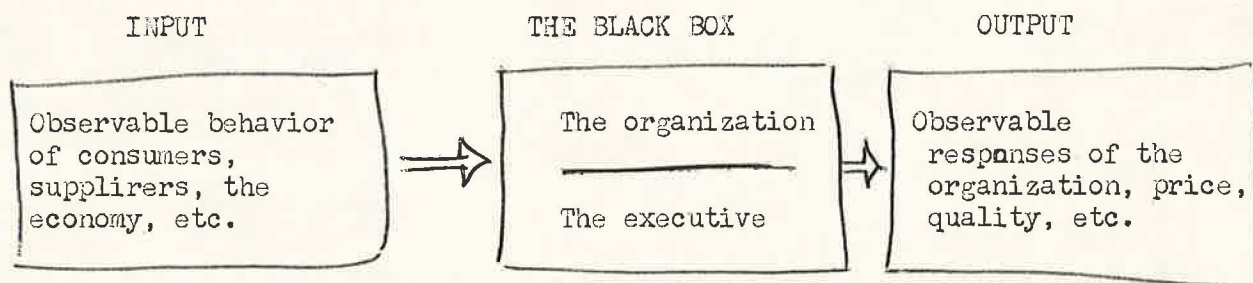 INPUT
THE BLACK BOX
OUTPUT
Observable behavior
of consumers,
supplirers, the
economy, etc.
The organization
The executive
Observable
respnnses of the
organization, price,
quality, etc.